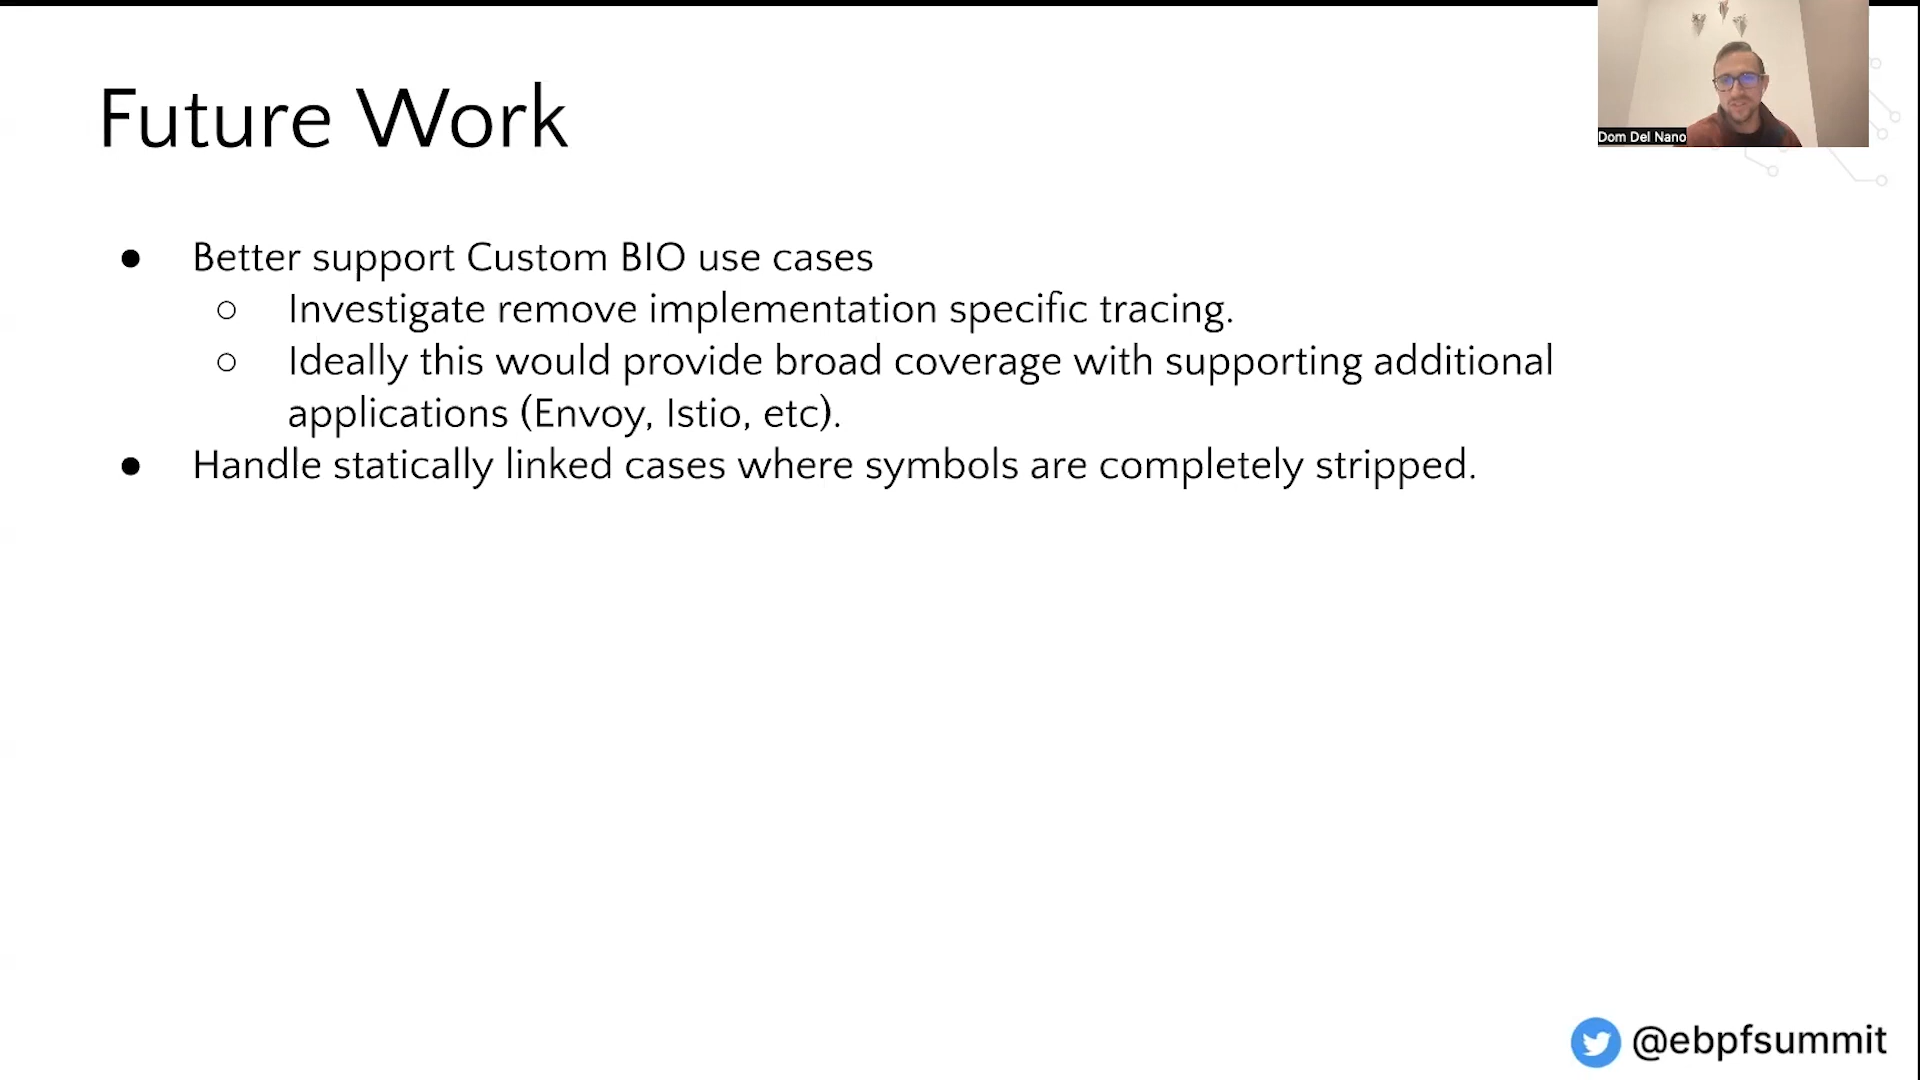 Future Work
Dom Del Nano
● Better support Custom BIO use cases
○ Investigate remove implementation specific tracing.
○ Ideally this would provide broad coverage with supporting additional
applications (Envoy, Istio, etc).
● Handle statically linked cases where symbols are completely stripped.
@ebpfsummit